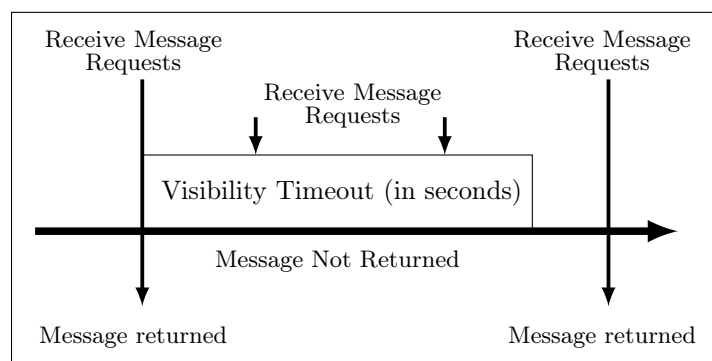 Receive Message
Requests
Receive Message
Requests
Receive Message
Requests
Visibility Timeout (in seconds)
Message Not Returned
Message returned
Message returned